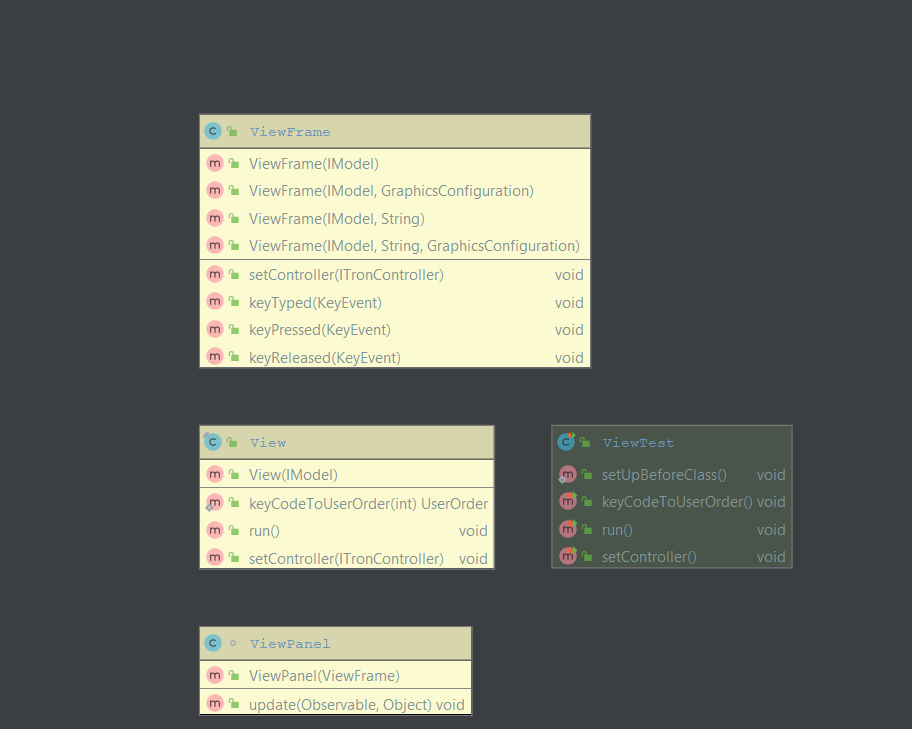 ViewFrame
ViewFrame(IModel)
ViewFrame(IModel, GraphicsConfiguration)
ViewFrame(IModel, String)
ViewFrame(IModel, String, GraphicsConfiguration)
setController(ITronController) void
keyTyped(KeyEvent) void
keyPressed(KeyEvent) void
keyReleased(KeyEvent) void
View
View(IModel)
keyCodeToUserOrder(int) UserOrder
run() void
setController(ITronController) void
ViewTest
setUpBeforeClass() void
keyCodeToUserOrder() void
run() void
setController() void
ViewPanel
ViewPanel(ViewFrame)
update(Observable, Object) void